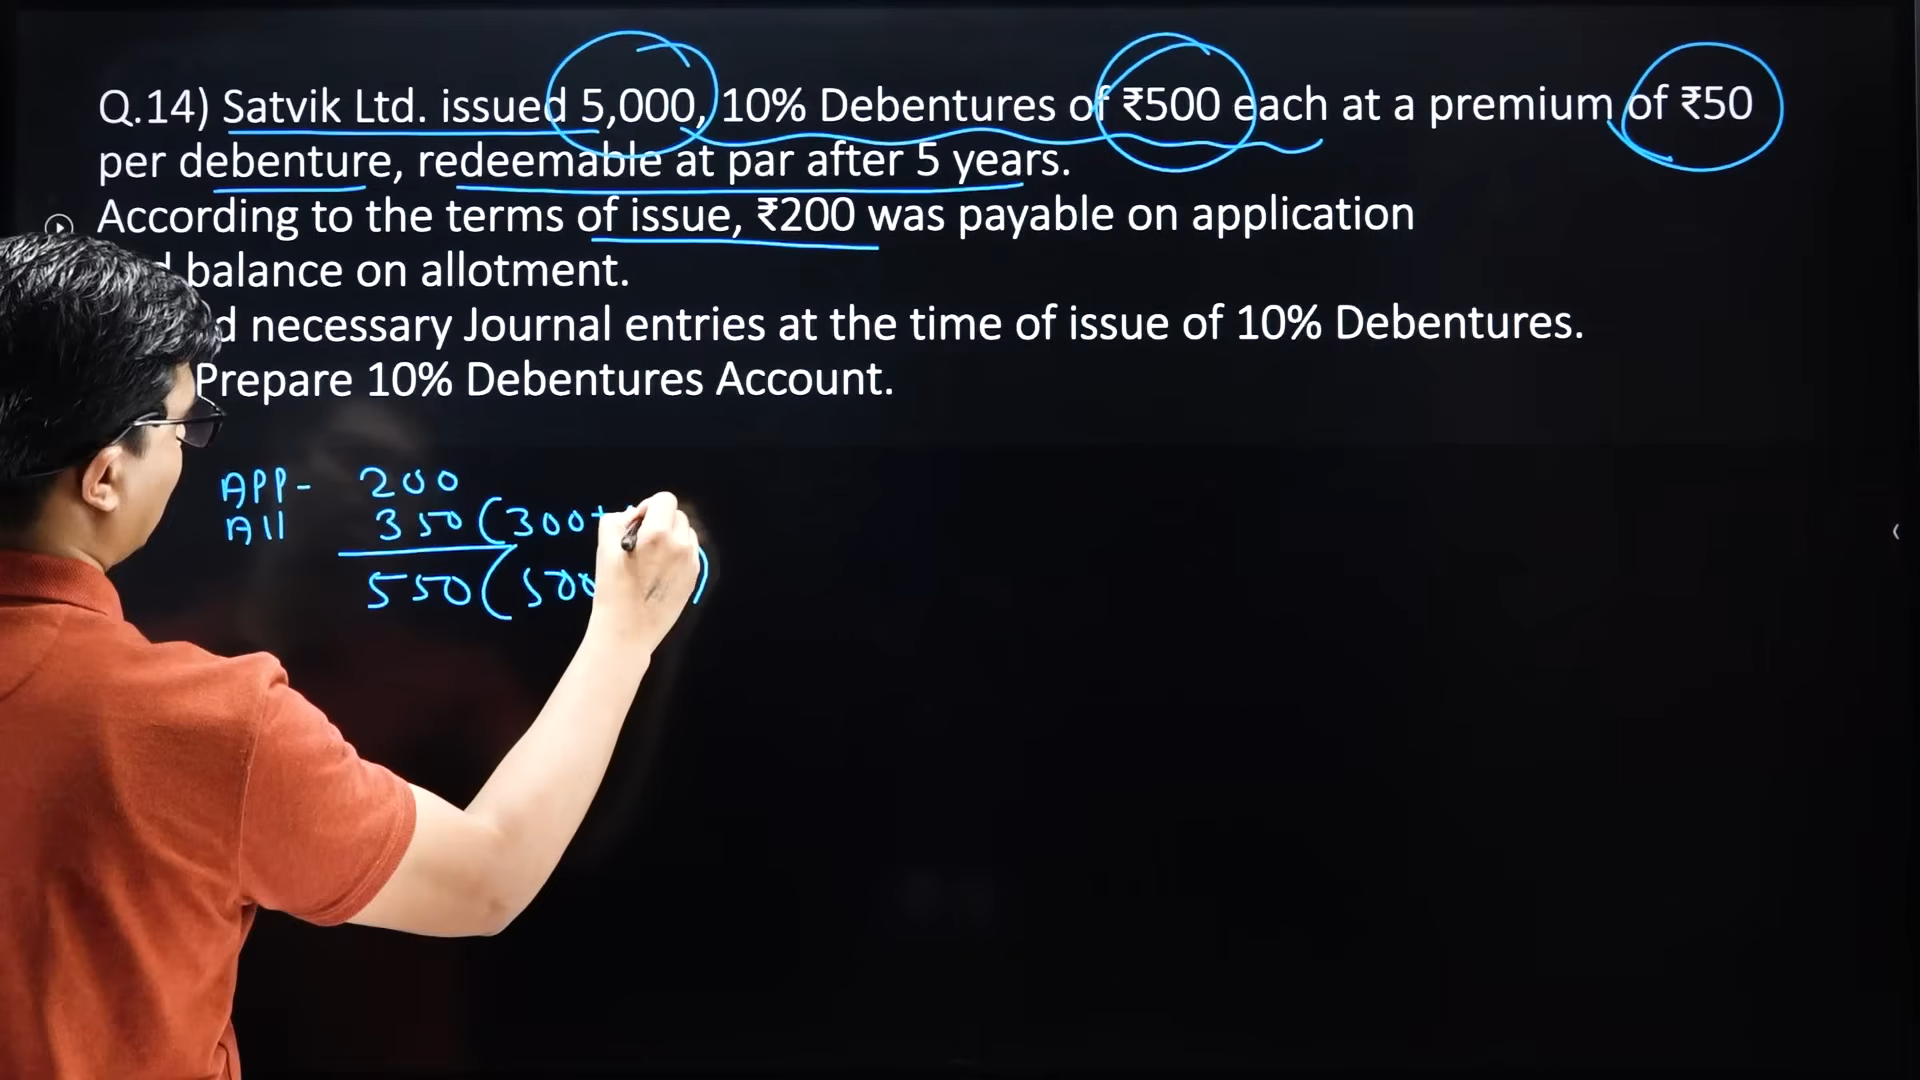 Q.14) Satvik Ltd. issued 5,000, 10% Debentures of ₹500 each at a premium of ₹50
per debenture, redeemable at par after 5 years.
According to the terms of issue, ₹200 was payable on application
balance on allotment.
necessary Journal entries at the time of issue of 10% Debentures.
Prepare 10% Debentures Account.
APP- 200
All 350 (300+
550 (500 )